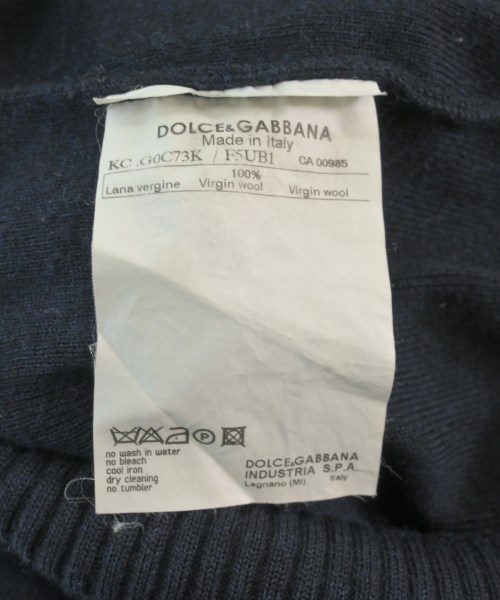 DOLCE&GABBANA
Made in Italy
KC .G0C73K / F5UB1 CA 00985
100%
Lana vergine Virgin wool Virgin wool
P
no wash in water
no bleach
cool iron
dry cleaning
no tumbler
DOLCE&GABBANA
INDUSTRIA S.P.A.
Legnano (MI) Italy